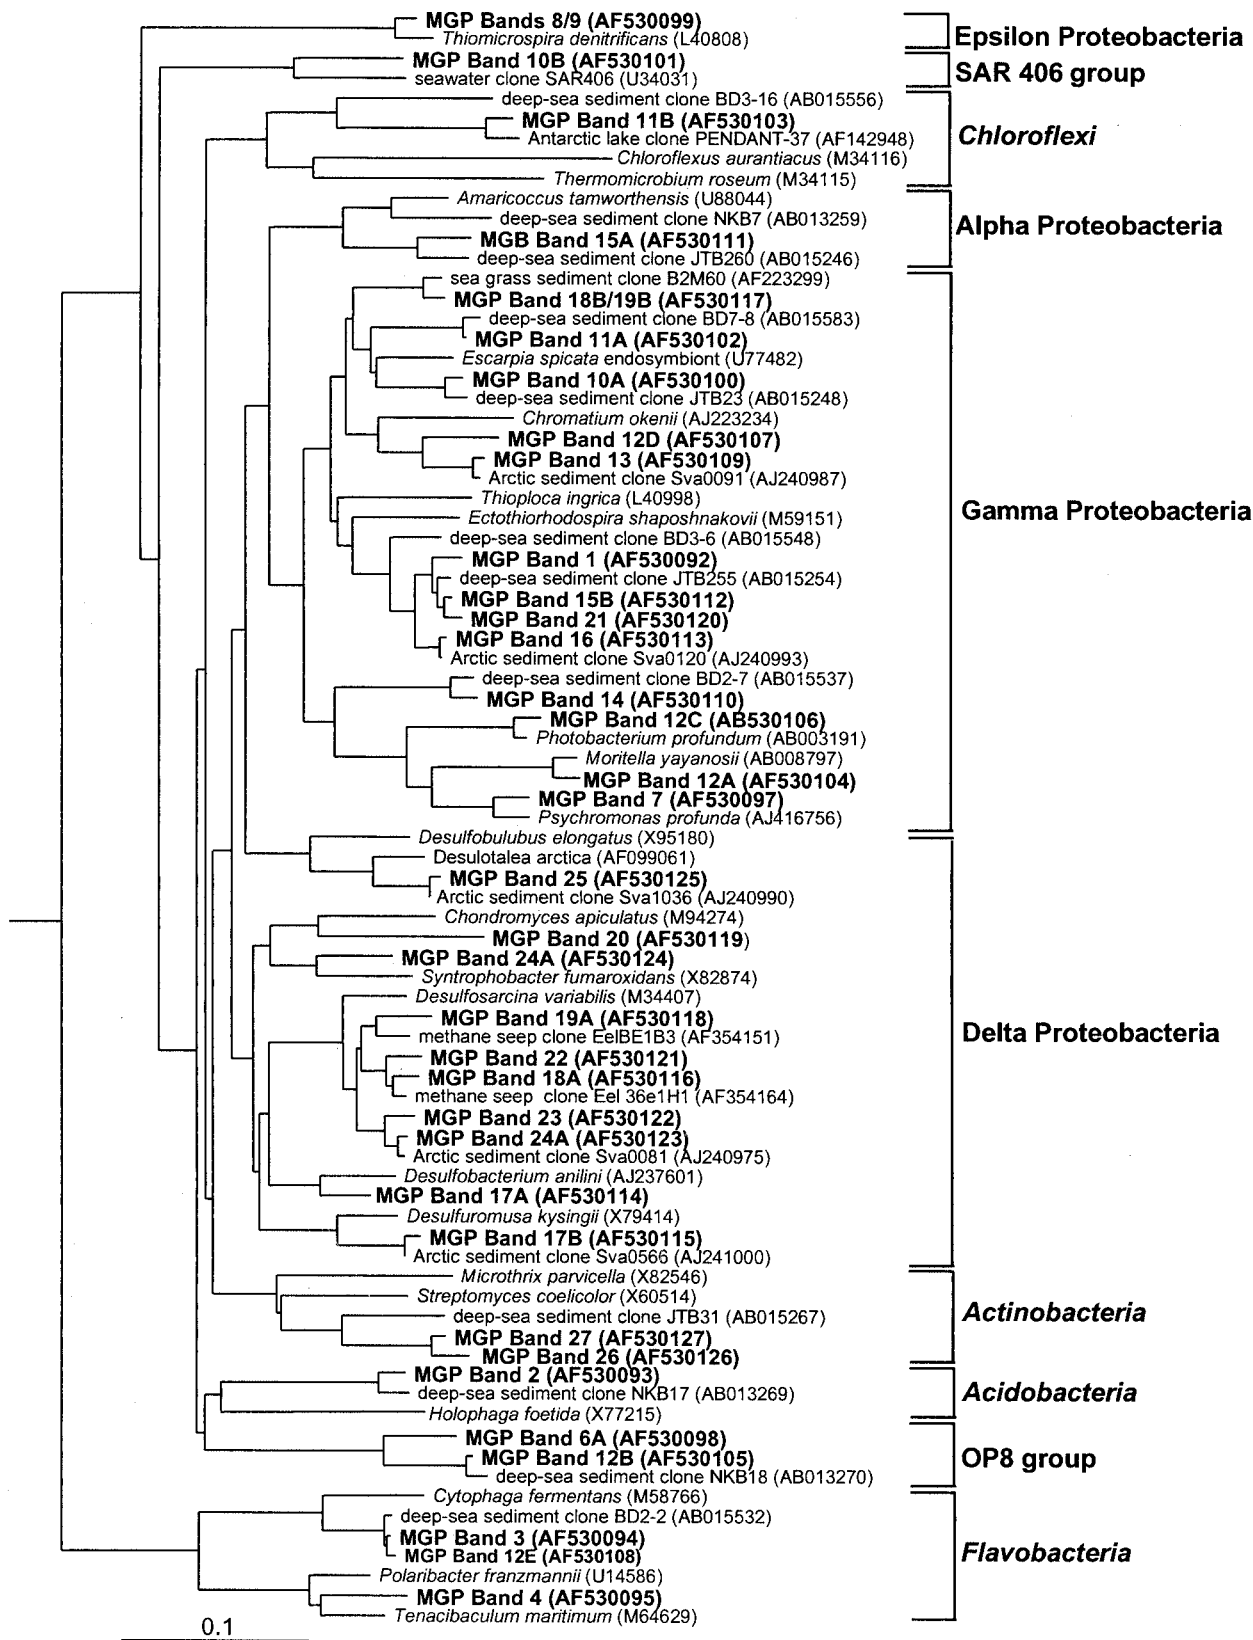 MGP Bands 8/9 (AF530099)
Thiomicrospira denitrificans (L40808)
Epsilon Proteobacteria
MGP Band 10B (AF530101)
seawater clone SAR406 (U34031)
SAR 406 group
deep-sea sediment clone BD3-16 (AB015556)
MGP Band 11B (AF530103)
Antarctic lake clone PENDANT-37 (AF142948)
Chloroflexus aurantiacus (M34116)
Thermomicrobium roseum (M34115)
Chloroflexi
Amaricoccus tamworthensis (U88044)
deep-sea sediment clone NKB7 (AB013259)
MGB Band 15A (AF530111)
deep-sea sediment clone JTB260 (AB015246)
Alpha Proteobacteria
sea grass sediment clone B2M60 (AF223299)
MGP Band 18B/19B (AF530117)
deep-sea sediment clone BD7-8 (AB015583)
MGP Band 11A (AF530102)
Escarpia spicata endosymbiont (U77482)
MGP Band 10A (AF530100)
deep-sea sediment clone JTB23 (AB015248)
Chromatium okenii (AJ223234)
MGP Band 12D (AF530107)
MGP Band 13 (AF530109)
Arctic sediment clone Sva0091 (AJ240987)
Thioploca ingrica (L40998)
Ectothiorhodospira shaposhnakovii (M59151)
deep-sea sediment clone BD3-6 (AB015548)
MGP Band 1 (AF530092)
deep-sea sediment clone JTB255 (AB015254)
MGP Band 15B (AF530112)
MGP Band 21 (AF530120)
MGP Band 16 (AF530113)
Arctic sediment clone Sva0120 (AJ240993)
deep-sea sediment clone BD2-7 (AB015537)
MGP Band 14 (AF530110)
MGP Band 12C (AB530106)
Photobacterium profundum (AB003191)
Moritella yayanosii (AB008797)
MGP Band 12A (AF530104)
MGP Band 7 (AF530097)
Psychromonas profunda (AJ416756)
Gamma Proteobacteria
Desulfobulubus elongatus (X95180)
Desulotalea arctica (AF099061)
MGP Band 25 (AF530125)
Arctic sediment clone Sva1036 (AJ240990)
Chondromyces apiculatus (M94274)
MGP Band 20 (AF530119)
MGP Band 24A (AF530124)
Syntrophobacter fumaroxidans (X82874)
Desulfosarcina variabilis (M34407)
MGP Band 19A (AF530118)
methane seep clone EelBE1B3 (AF354151)
MGP Band 22 (AF530121)
MGP Band 18A (AF530116)
methane seep clone Eel 36e1H1 (AF354164)
MGP Band 23 (AF530122)
MGP Band 24A (AF530123)
Arctic sediment clone Sva0081 (AJ240975)
Desulfobacterium anilini (AJ237601)
MGP Band 17A (AF530114)
Desulfuromusa kysingii (X79414)
MGP Band 17B (AF530115)
Arctic sediment clone Sva0566 (AJ241000)
Delta Proteobacteria
Microthrix parvicella (X82546)
Streptomyces coelicolor (X60514)
deep-sea sediment clone JTB31 (AB015267)
MGP Band 27 (AF530127)
MGP Band 26 (AF530126)
Actinobacteria
MGP Band 2 (AF530093)
deep-sea sediment clone NKB17 (AB013269)
Holophaga foetida (X77215)
Acidobacteria
MGP Band 6A (AF530098)
MGP Band 12B (AF530105)
deep-sea sediment clone NKB18 (AB013270)
OP8 group
Cytophaga fermentans (M58766)
deep-sea sediment clone BD2-2 (AB015532)
MGP Band 3 (AF530094)
MGP Band 12E (AF530108)
Polaribacter franzmannii (U14586)
MGP Band 4 (AF530095)
Tenacibaculum maritimum (M64629)
Flavobacteria
0.1